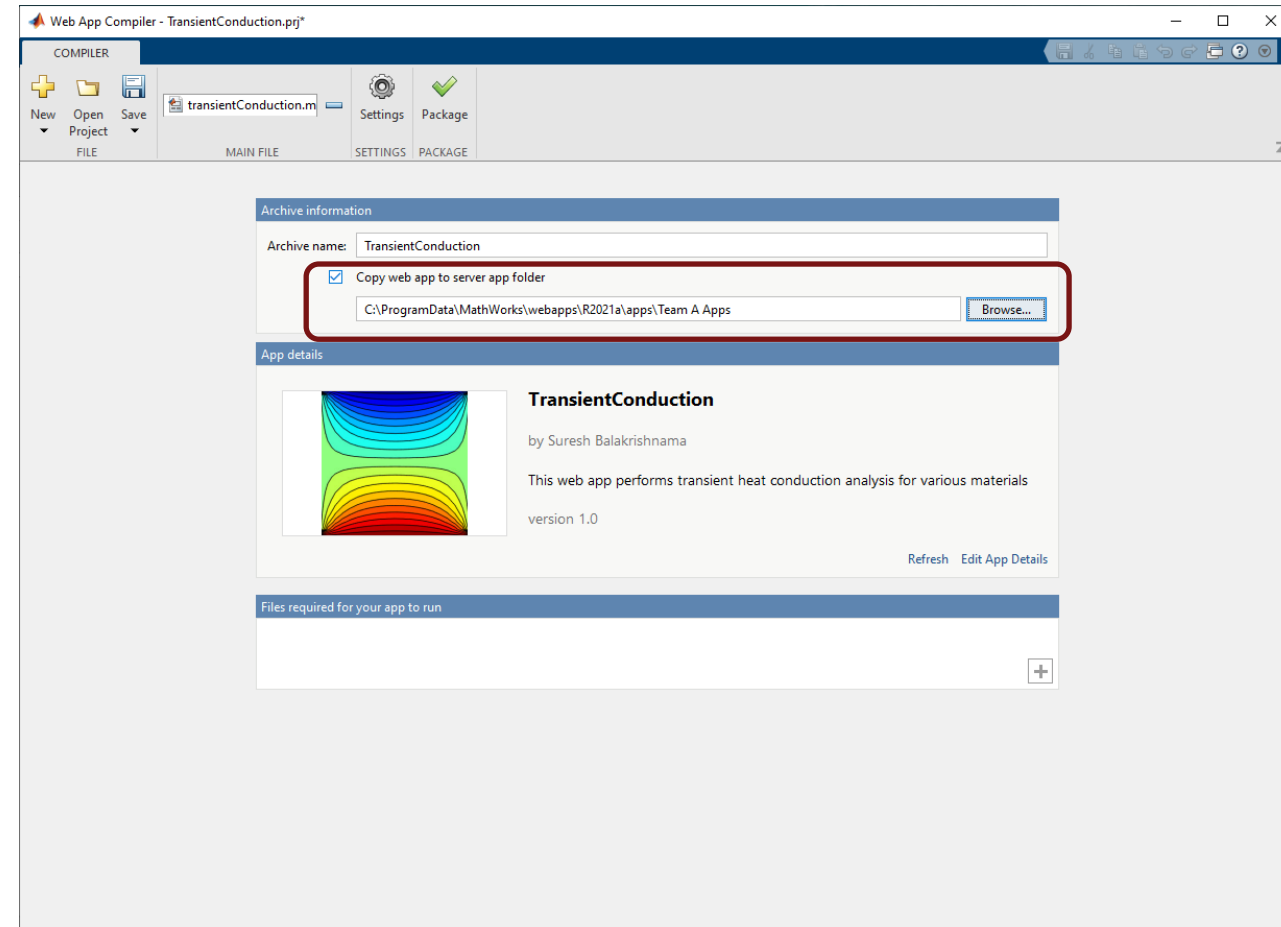 Web App Compiler - TransientConduction.prj*
COMPILER
transientConduction.m
New Open Save Settings Package
Project
FILE MAIN FILE SETTINGS PACKAGE
Archive information
Archive name: TransientConduction
Copy web app to server app folder
C:\ProgramData\MathWorks\webapps\R2021a\apps\Team A Apps Browse...
App details
TransientConduction
by Suresh Balakrishnama
This web app performs transient heat conduction analysis for various materials
version 1.0
Refresh Edit App Details
Files required for your app to run